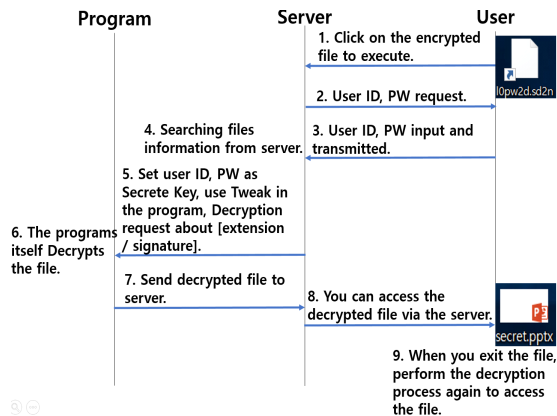 Program
Server
User
1. Click on the encrypted
file to execute.
l0pw2d.sd2n
2. User ID, PW request.
3. User ID, PW input and
transmitted.
4. Searching files
information from server.
5. Set user ID, PW as
Secrete Key, use Tweak in
the program, Decryption
request about [extension
/ signature].
6. The programs
itself Decrypts
the file.
7. Send decrypted file to
server.
8. You can access the
decrypted file via the server.
P
secret.pptx
9. When you exit the file,
perform the decryption
process again to access
the file.